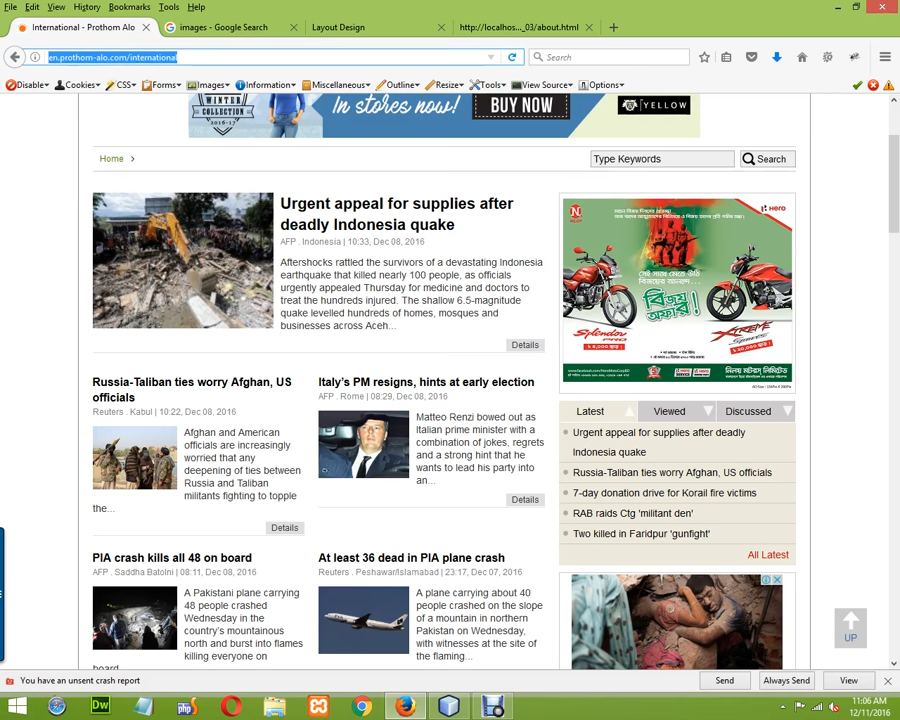 File Edit View History Bookmarks Tools Help
International - Prothom Alo
images - Google Search
Layout Design
http://localhos..._03/about.html
en.prothom-alo.com/international
Search
Disable Cookies CSS Forms Images Information Miscellaneous Outline Resize Tools View Source Options
WINTER
COLLECTION
2016-17
In stores now!
BUY NOW
YELLOW
Home
Type Keywords
Search
Urgent appeal for supplies after
deadly Indonesia quake
AFP . Indonesia | 10:33, Dec 08, 2016
Aftershocks rattled the survivors of a devastating Indonesia
earthquake that killed nearly 100 people, as officials
urgently appealed Thursday for medicine and doctors to
treat the hundreds injured. The shallow 6.5-magnitude
quake levelled hundreds of homes, mosques and
businesses across Aceh...
Details
Russia-Taliban ties worry Afghan, US
officials
Reuters . Kabul | 10:22, Dec 08, 2016
Afghan and American
officials are increasingly
worried that any
deepening of ties between
Russia and Taliban
militants fighting to topple
the...
Details
Italy's PM resigns, hints at early election
AFP . Rome | 08:29, Dec 08, 2016
Matteo Renzi bowed out as
Italian prime minister with a
combination of jokes, regrets
and a strong hint that he
wants to lead his party into
an...
Details
PIA crash kills all 48 on board
AFP . Saddha Batolni | 08:11, Dec 08, 2016
A Pakistani plane carrying
48 people crashed
Wednesday in the
country's mountainous
north and burst into flames
killing everyone on
board
At least 36 dead in PIA plane crash
Reuters . Peshawar/Islamabad | 23:17, Dec 07, 2016
A plane carrying about 40
people crashed on the slope
of a mountain in northern
Pakistan on Wednesday,
with witnesses at the site of
the flaming...
Hero
বিজয়
অফার!
Splendor
PRO
XTREME
Sports
নিলয় মটরস্ লিমিটেড
Latest Viewed Discussed
Urgent appeal for supplies after deadly
Indonesia quake
Russia-Taliban ties worry Afghan, US officials
7-day donation drive for Korail fire victims
RAB raids Ctg 'militant den'
Two killed in Faridpur 'gunfight'
All Latest
UP
You have an unsent crash report
Send
Always Send
View
Dw
php
11:06 AM
12/11/2016